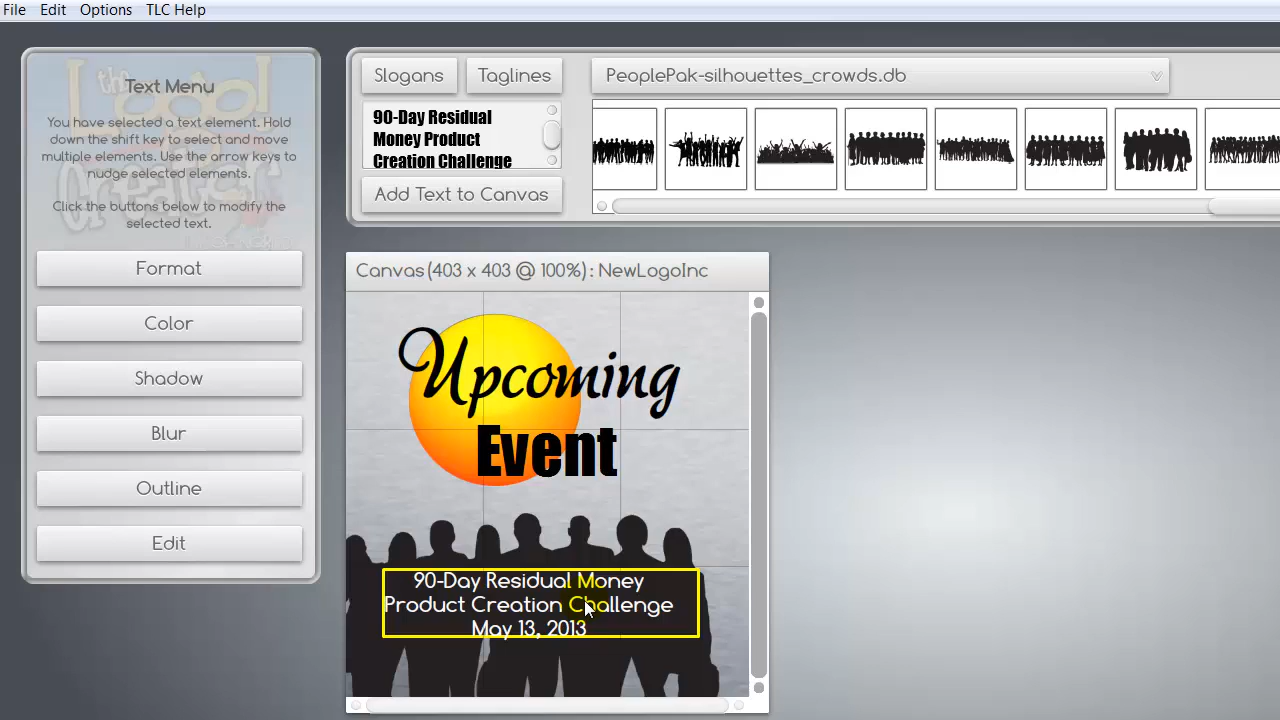 File Edit Options TLC Help
Text Menu
You have selected a text element. Hold
down the shift key to select and move
multiple elements. Use the arrow keys to
nudge selected elements.
Click the buttons below to modify the
selected text.
Format
Color
Shadow
Blur
Outline
Edit
Slogans Taglines
90-Day Residual
Money Product
Creation Challenge
Add Text to Canvas
PeoplePak-silhouettes_crowds.db
Canvas (403 x 403 @ 100%) : NewLogoInc
Upcoming
Event
90-Day Residual Money
Product Creation Challenge
May 13, 2013